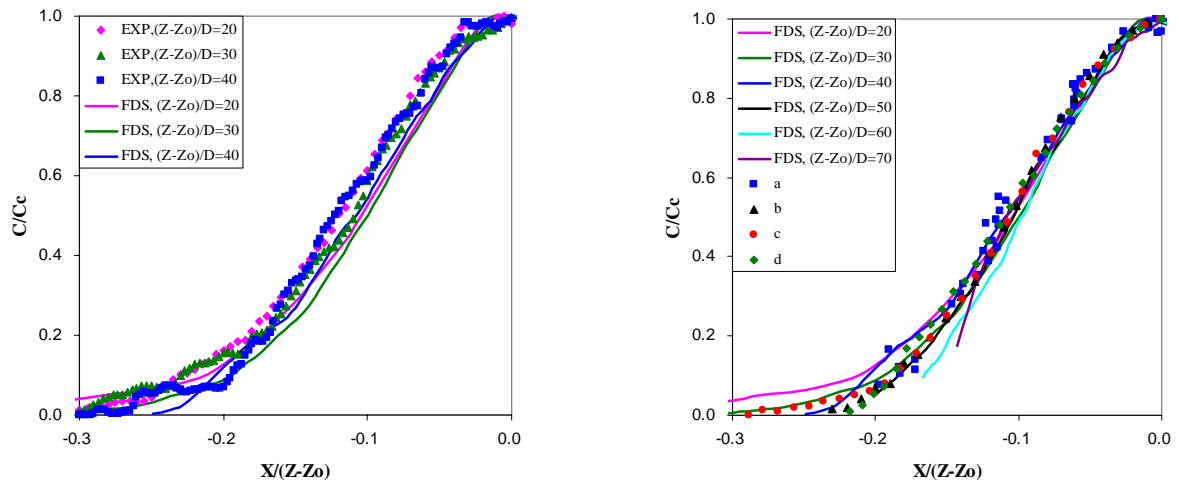 1.0
0.8
0.6
0.4
0.2
0.0
C/Cc
EXP,(Z-Zo)/D=20
EXP,(Z-Zo)/D=30
EXP,(Z-Zo)/D=40
FDS, (Z-Zo)/D=20
FDS, (Z-Zo)/D=30
FDS, (Z-Zo)/D=40
-0.3 -0.2 -0.1 0.0
X/(Z-Zo)
1.0
0.8
0.6
0.4
0.2
0.0
C/Cc
FDS, (Z-Zo)/D=20
FDS, (Z-Zo)/D=30
FDS, (Z-Zo)/D=40
FDS, (Z-Zo)/D=50
FDS, (Z-Zo)/D=60
FDS, (Z-Zo)/D=70
a
b
c
d
-0.3 -0.2 -0.1 0.0
X/(Z-Zo)